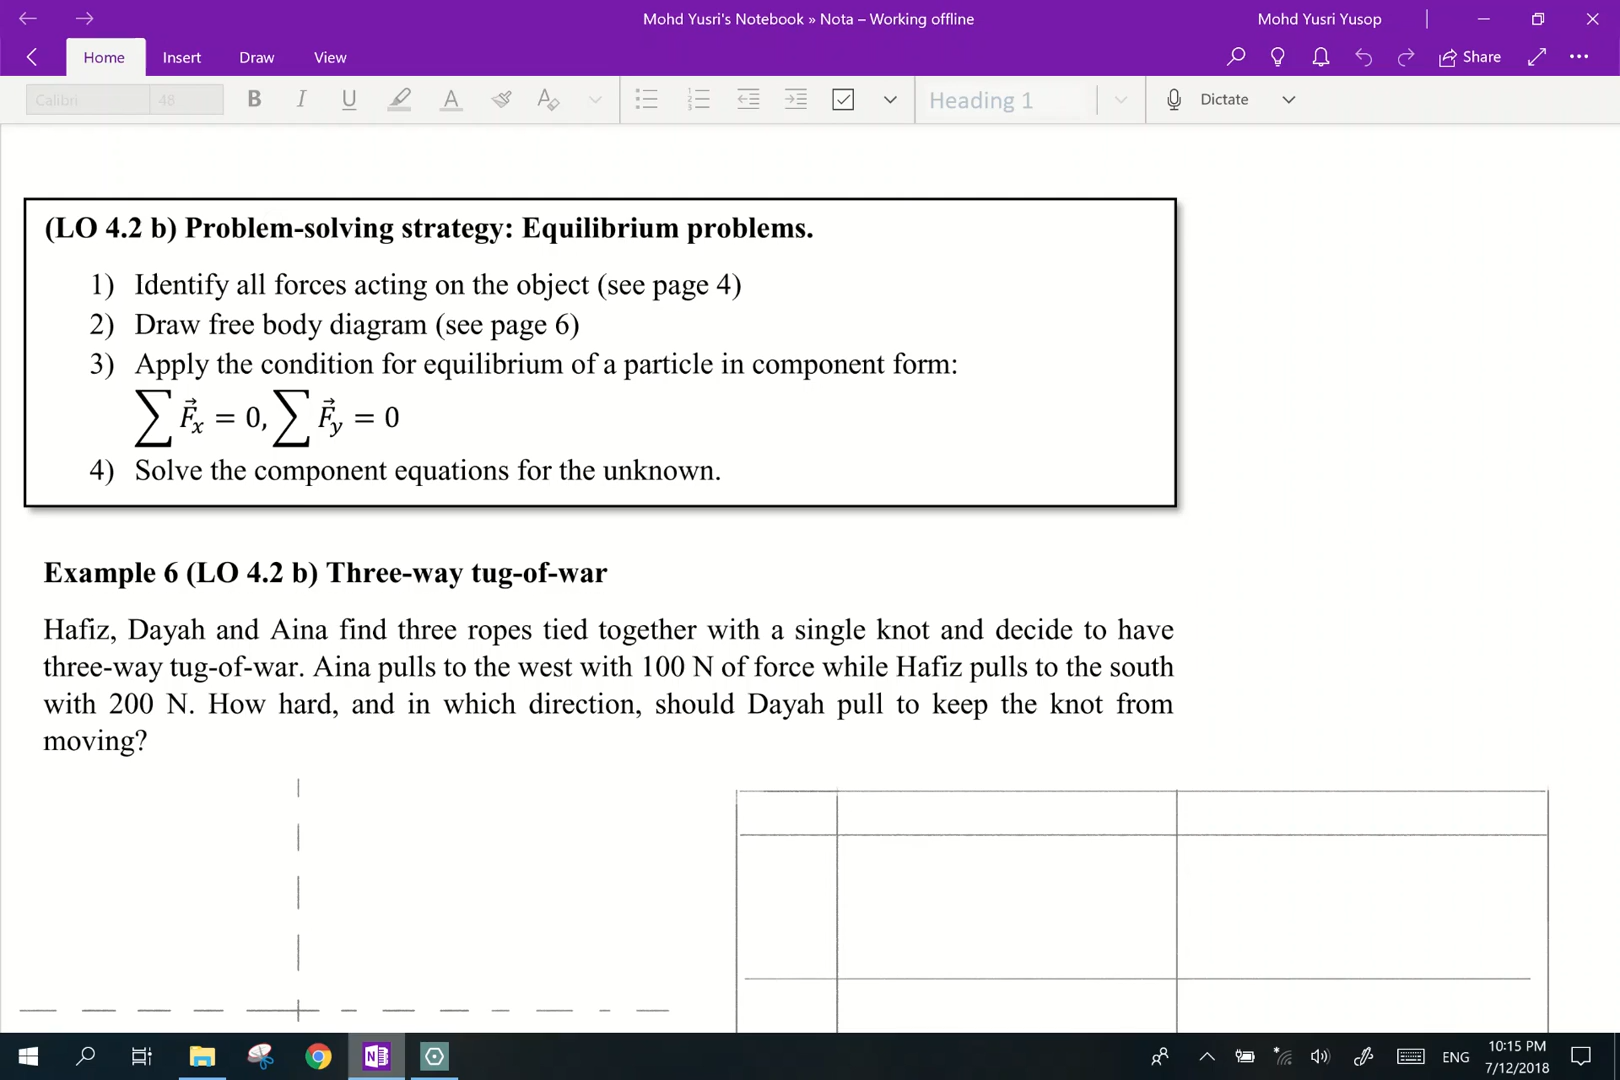 Mohd Yusri's Notebook » Nota – Working offline
Mohd Yusri Yusop
Home Insert Draw View
Share
Calibri 48 B I U A A Heading 1 Dictate
(LO 4.2 b) Problem-solving strategy: Equilibrium problems.
1) Identify all forces acting on the object (see page 4)
2) Draw free body diagram (see page 6)
3) Apply the condition for equilibrium of a particle in component form:
∑ F⃗x = 0, ∑ F⃗y = 0
4) Solve the component equations for the unknown.
Example 6 (LO 4.2 b) Three-way tug-of-war
Hafiz, Dayah and Aina find three ropes tied together with a single knot and decide to have
three-way tug-of-war. Aina pulls to the west with 100 N of force while Hafiz pulls to the south
with 200 N. How hard, and in which direction, should Dayah pull to keep the knot from
moving?
N
ENG
10:15 PM
7/12/2018